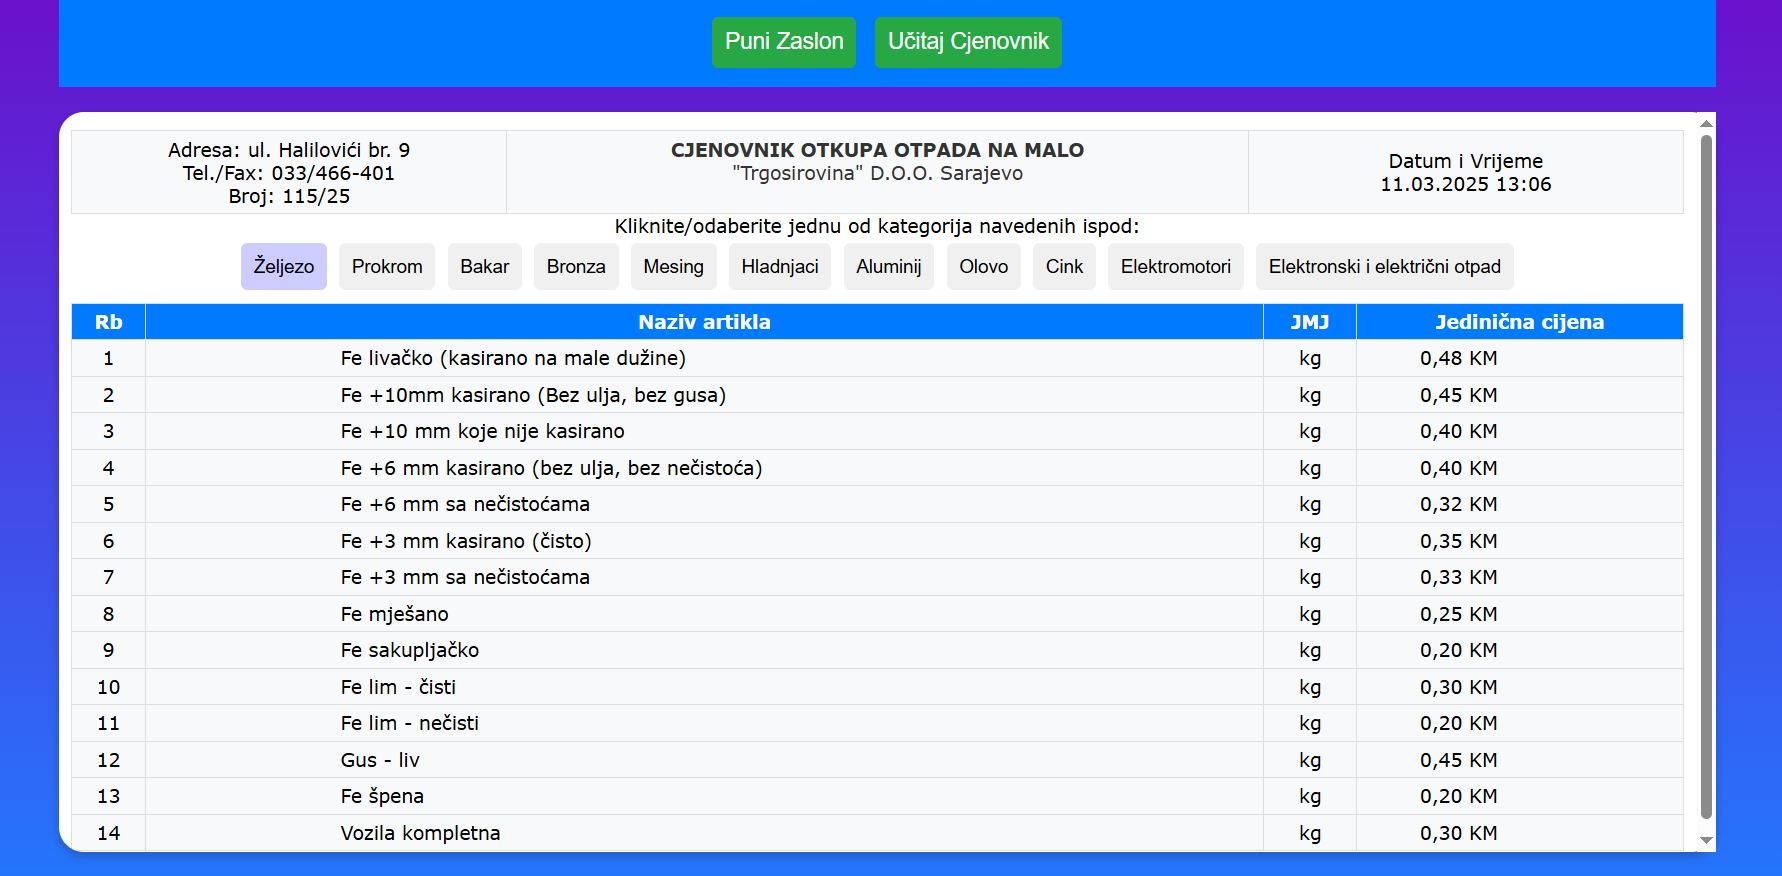 Puni Zaslon Učitaj Cjenovnik
Adresa: ul. Halilovići br. 9
Tel./Fax: 033/466-401
Broj: 115/25
CJENOVNIK OTKUPA OTPADA NA MALO
"Trgosirovina" D.O.O. Sarajevo
Datum i Vrijeme
11.03.2025 13:06
Kliknite/odaberite jednu od kategorija navedenih ispod:
Željezo Prokrom Bakar Bronza Mesing Hladnjaci Aluminij Olovo Cink Elektromotori Elektronski i električni otpad
Rb Naziv artikla JMJ Jedinična cijena
1 Fe livačko (kasirano na male dužine) kg 0,48 KM
2 Fe +10mm kasirano (Bez ulja, bez gusa) kg 0,45 KM
3 Fe +10 mm koje nije kasirano kg 0,40 KM
4 Fe +6 mm kasirano (bez ulja, bez nečistoća) kg 0,40 KM
5 Fe +6 mm sa nečistoćama kg 0,32 KM
6 Fe +3 mm kasirano (čisto) kg 0,35 KM
7 Fe +3 mm sa nečistoćama kg 0,33 KM
8 Fe mješano kg 0,25 KM
9 Fe sakupljačko kg 0,20 KM
10 Fe lim - čisti kg 0,30 KM
11 Fe lim - nečisti kg 0,20 KM
12 Gus - liv kg 0,45 KM
13 Fe špena kg 0,20 KM
14 Vozila kompletna kg 0,30 KM